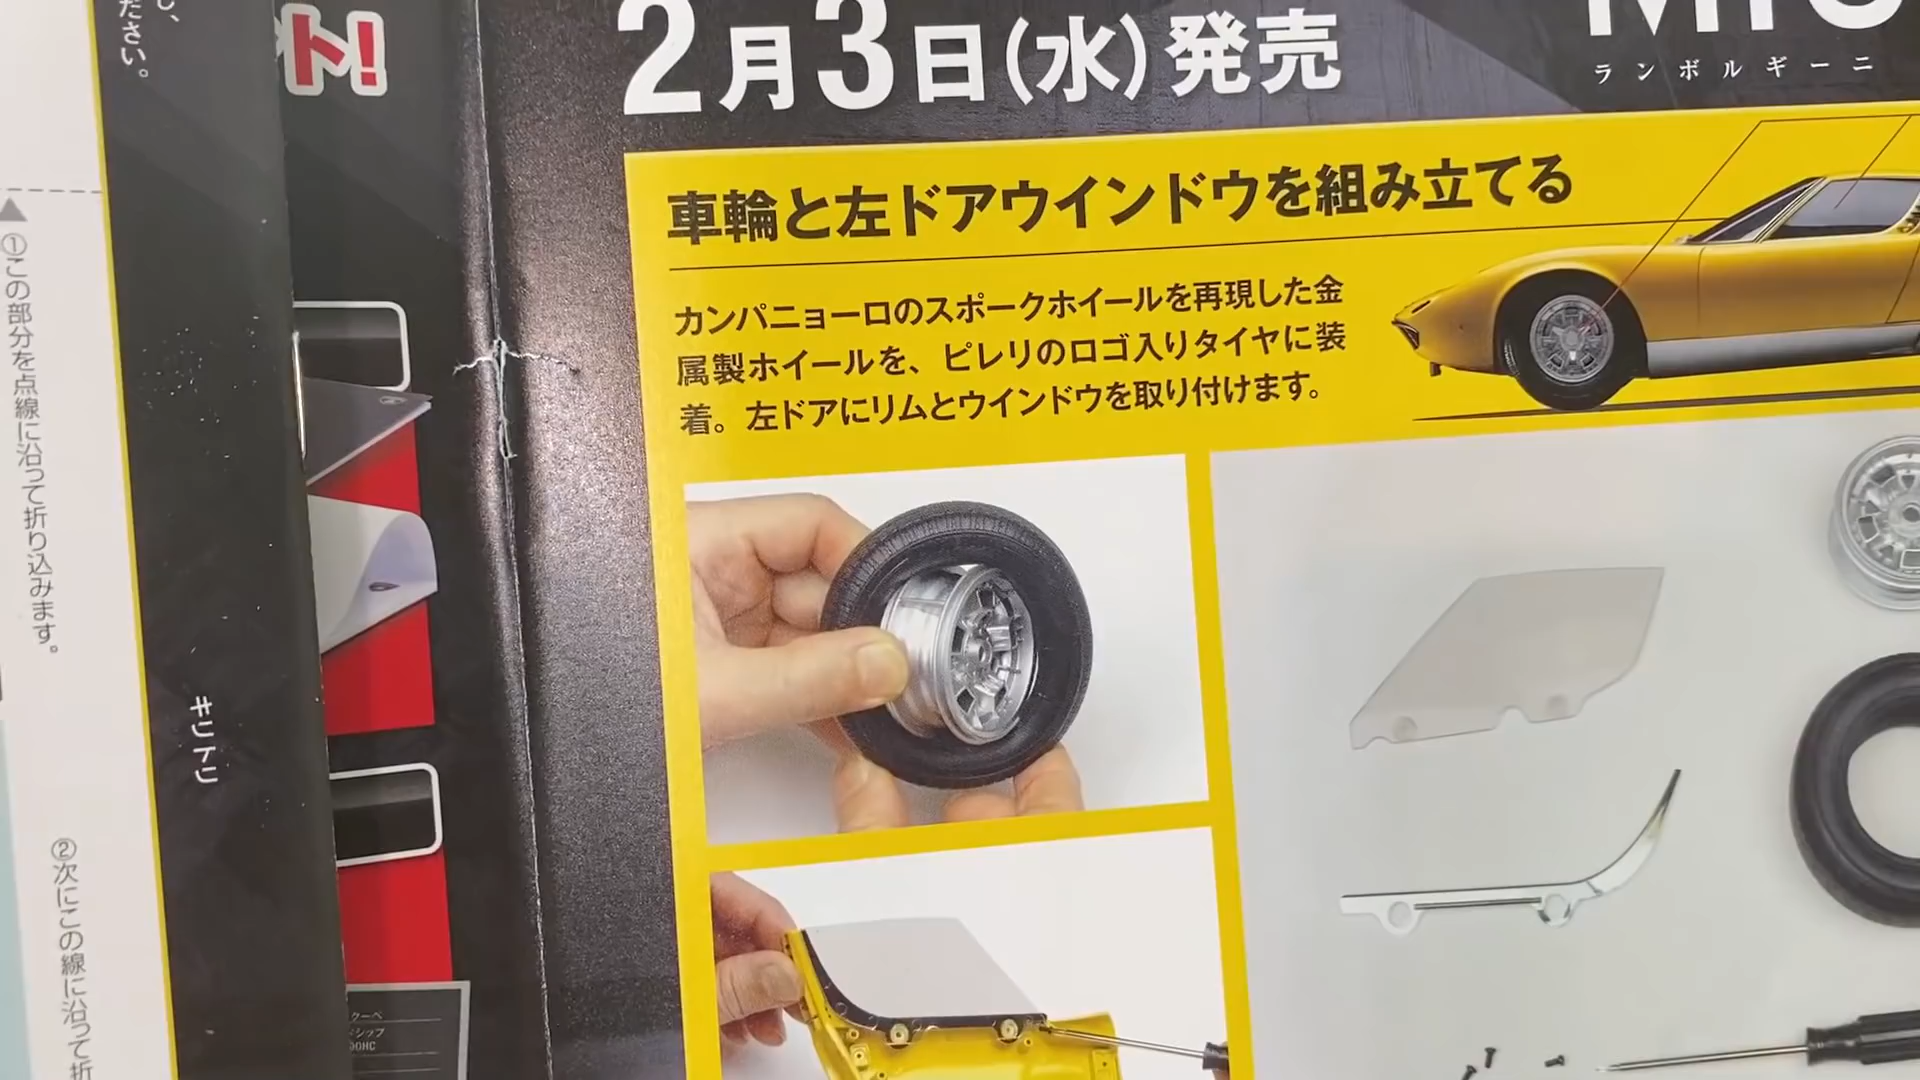 ださい。
ト!
2月3日(水)発売
ランボルギーニ
車輪と左ドアウインドウを組み立てる
カンパニョーロのスポークホイールを再現した金
属製ホイールを、ピレリのロゴ入りタイヤに装
着。左ドアにリムとウインドウを取り付けます。
①この部分を点線に沿って折り込みます。
キリトリ
②次にこの線に沿って折
クーペ
シップ